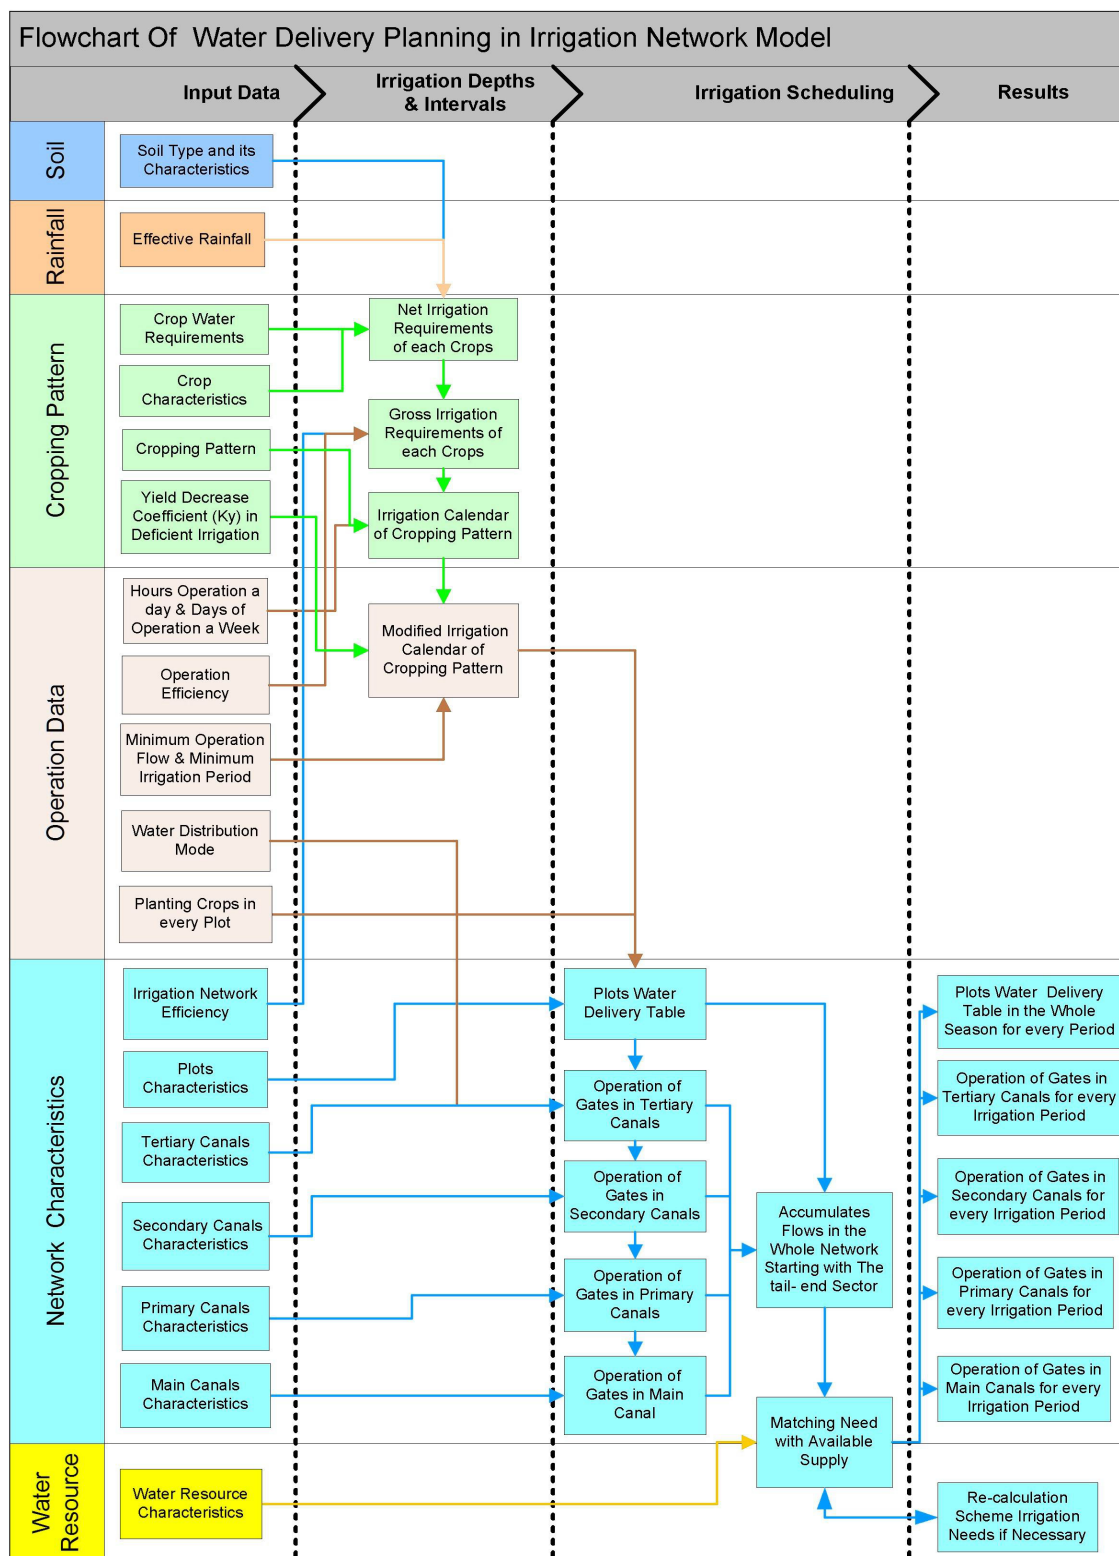 Flowchart Of Water Delivery Planning in Irrigation Network Model
Input Data
Irrigation Depths
& Intervals
Irrigation Scheduling
Results
Soil
Soil Type and its
Characteristics
Rainfall
Effective Rainfall
Cropping Pattern
Crop Water
Requirements
Crop
Characteristics
Cropping Pattern
Yield Decrease
Coefficient (Ky) in
Deficient Irrigation
Net Irrigation
Requirements
of each Crops
Gross Irrigation
Requirements of
each Crops
Irrigation Calendar
of Cropping Pattern
Operation Data
Hours Operation a
day & Days of
Operation a Week
Operation
Efficiency
Minimum Operation
Flow & Minimum
Irrigation Period
Water Distribution
Mode
Planting Crops in
every Plot
Modified Irrigation
Calendar of
Cropping Pattern
Network Characteristics
Irrigation Network
Efficiency
Plots
Characteristics
Tertiary Canals
Characteristics
Secondary Canals
Characteristics
Primary Canals
Characteristics
Main Canals
Characteristics
Plots Water
Delivery Table
Operation of
Gates in Tertiary
Canals
Operation of
Gates in
Secondary Canals
Operation of
Gates in Primary
Canals
Operation of
Gates in Main
Canal
Accumulates
Flows in the
Whole Network
Starting with The
tail- end Sector
Matching Need
with Available
Supply
Plots Water Delivery
Table in the Whole
Season for every Period
Operation of Gates in
Tertiary Canals for every
Irrigation Period
Operation of Gates in
Secondary Canals for
every Irrigation Period
Operation of Gates in
Primary Canals for
every Irrigation Period
Operation of Gates in
Main Canals for every
Irrigation Period
Water
Resource
Water Resource
Characteristics
Re-calculation
Scheme Irrigation
Needs if Necessary